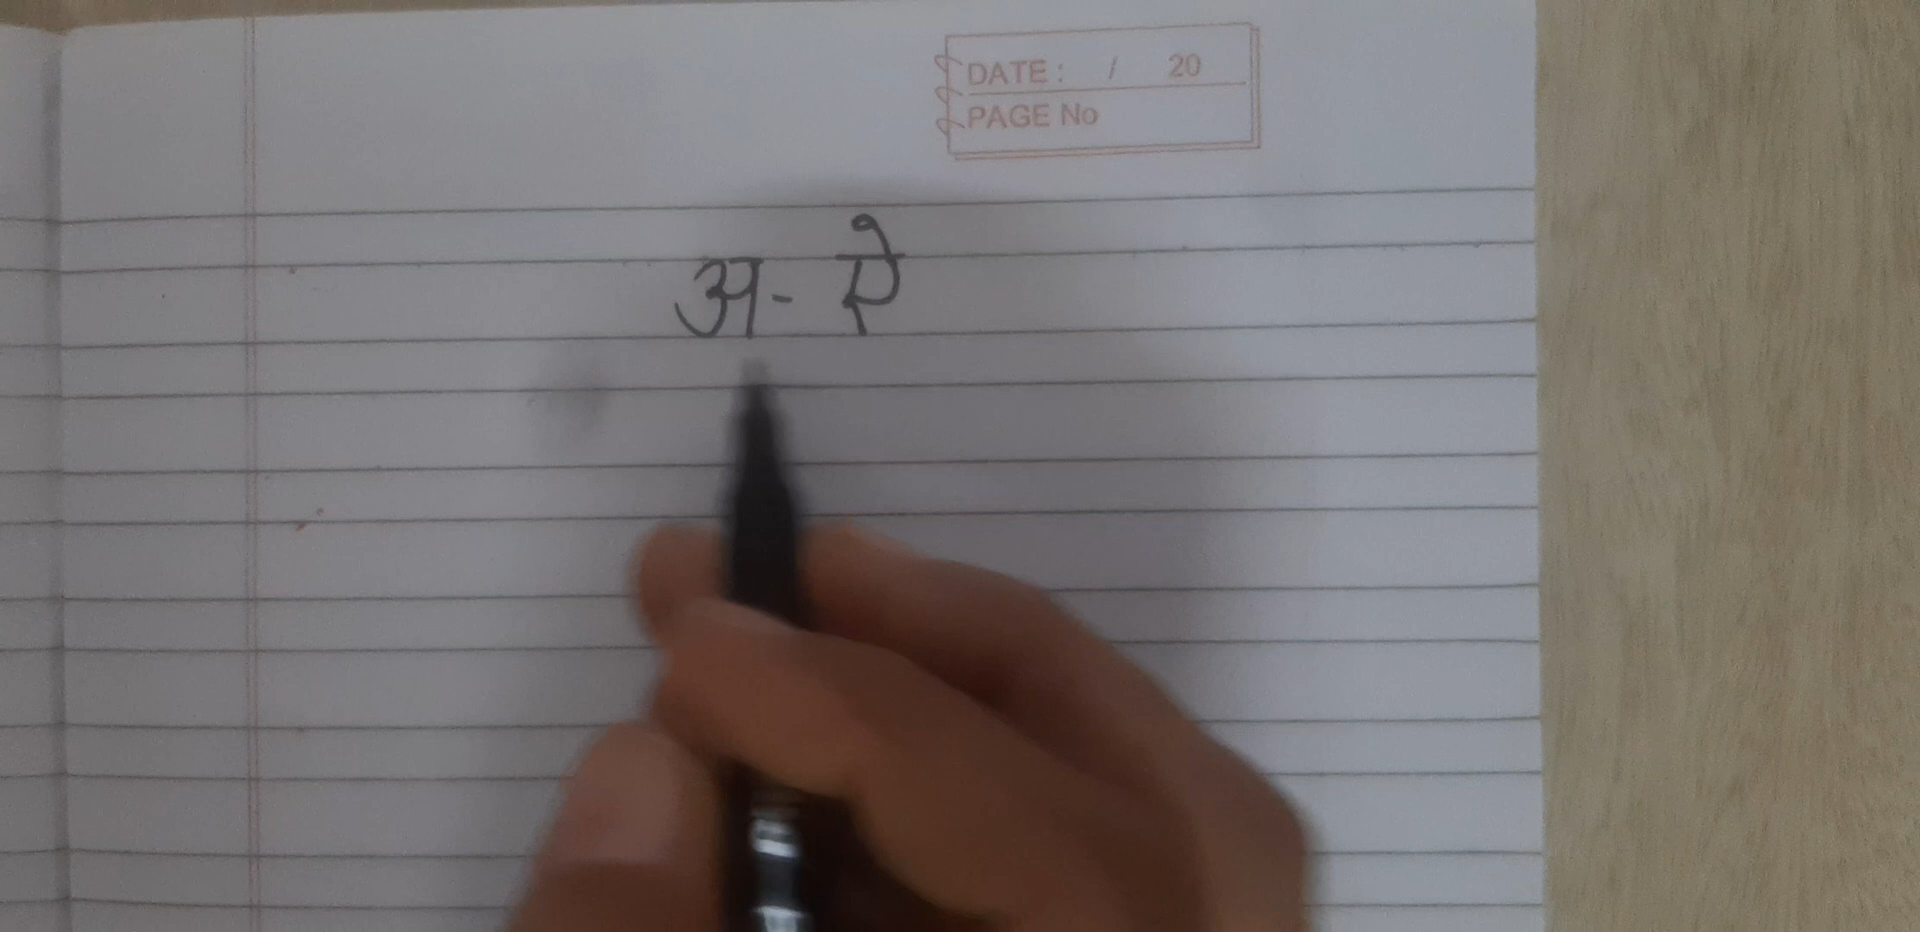 DATE : / 20
PAGE No
अ- ऐ